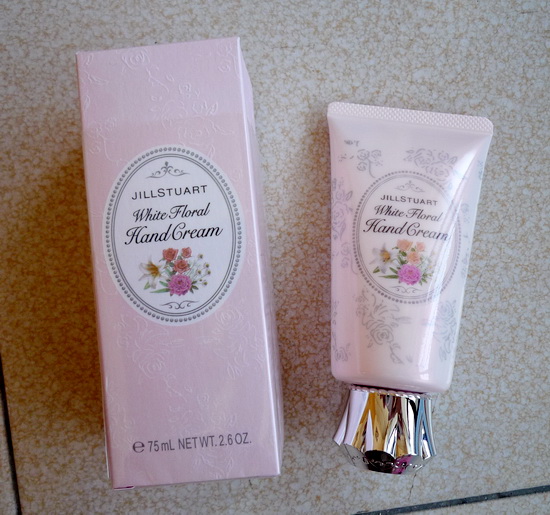 JILLSTUART
White Floral
Hand Cream
℮ 75mL NET WT. 2.6 OZ.
JILLSTUART
White Floral
Hand Cream